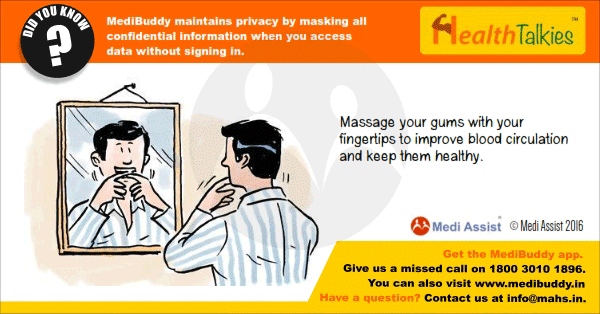 DID YOU KNOW
?
MediBuddy maintains privacy by masking all
confidential information when you access
data without signing in.
HealthTalkies™
Massage your gums with your
fingertips to improve blood circulation
and keep them healthy.
Medi Assist® © Medi Assist 2016
Get the MediBuddy app.
Give us a missed call on 1800 3010 1896.
You can also visit www.medibuddy.in
Have a question? Contact us at info@mahs.in.